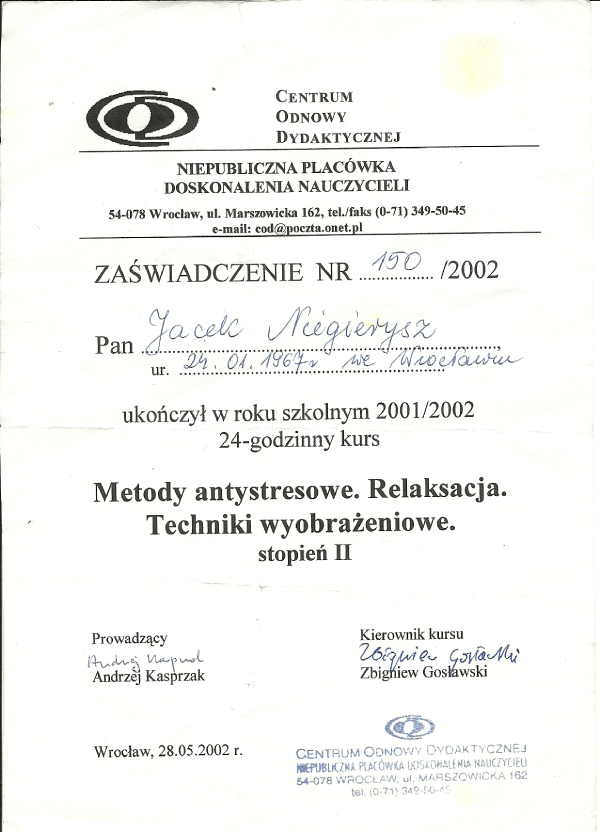 CENTRUM
ODNOWY
DYDAKTYCZNEJ
NIEPUBLICZNA PLACÓWKA
DOSKONALENIA NAUCZYCIELI
54-078 Wrocław, ul. Marszowicka 162, tel./faks (0-71) 349-50-45
e-mail: cod@poczta.onet.pl
ZAŚWIADCZENIE NR 150 /2002
Pan Jacek Niegierysz,
ur. 24.01.1967r we Wrocławiu
ukończył w roku szkolnym 2001/2002
24-godzinny kurs
Metody antystresowe. Relaksacja.
Techniki wyobrażeniowe.
stopień II
Prowadzący
Andrzej Kasprzak
Kierownik kursu
Zbigniew Gosławski
Zbigniew Gosławski
Wrocław, 28.05.2002 r.
CENTRUM ODNOWY DYDAKTYCZNEJ
NIEPUBLICZNA PLACÓWKA DOSKONALENIA NAUCZYCIELI
54-078 WROCŁAW, ul. MARSZOWICKA 162
tel. (0-71) 349-50-45